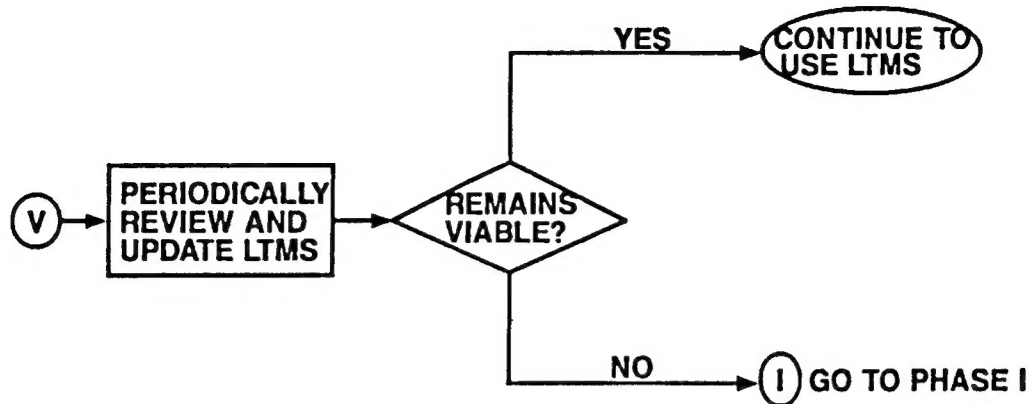 YES
CONTINUE TO
USE LTMS
V
PERIODICALLY
REVIEW AND
UPDATE LTMS
REMAINS
VIABLE?
NO
I GO TO PHASE I